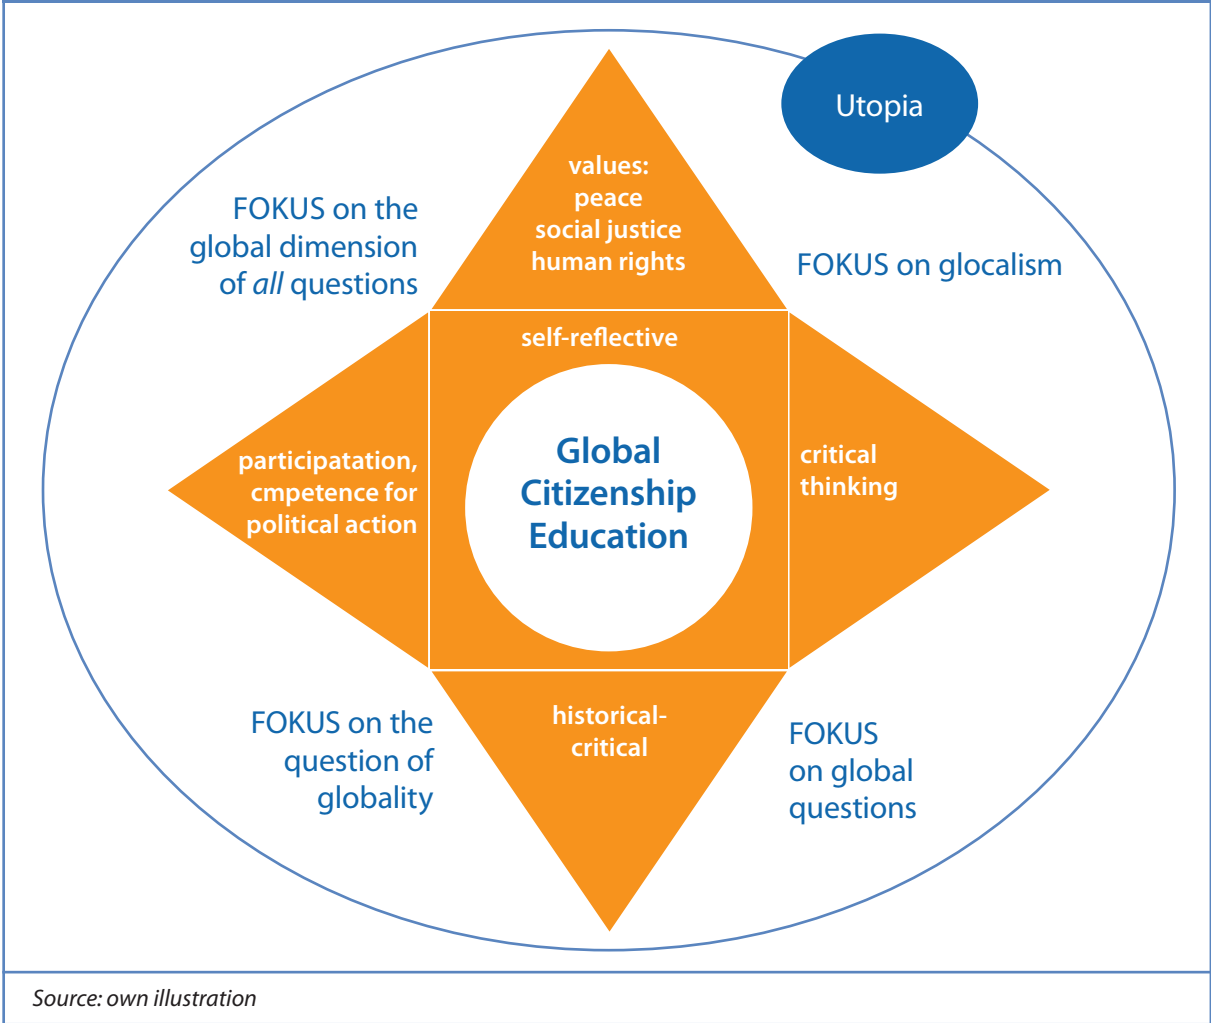 Utopia
values:
peace
social justice
human rights
FOKUS on the
global dimension
of all questions
FOKUS on glocalism
self-reflective
Global
Citizenship
Education
participatation,
cmpetence for
political action
critical
thinking
historical-
critical
FOKUS on the
question of
globality
FOKUS
on global
questions
Source: own illustration